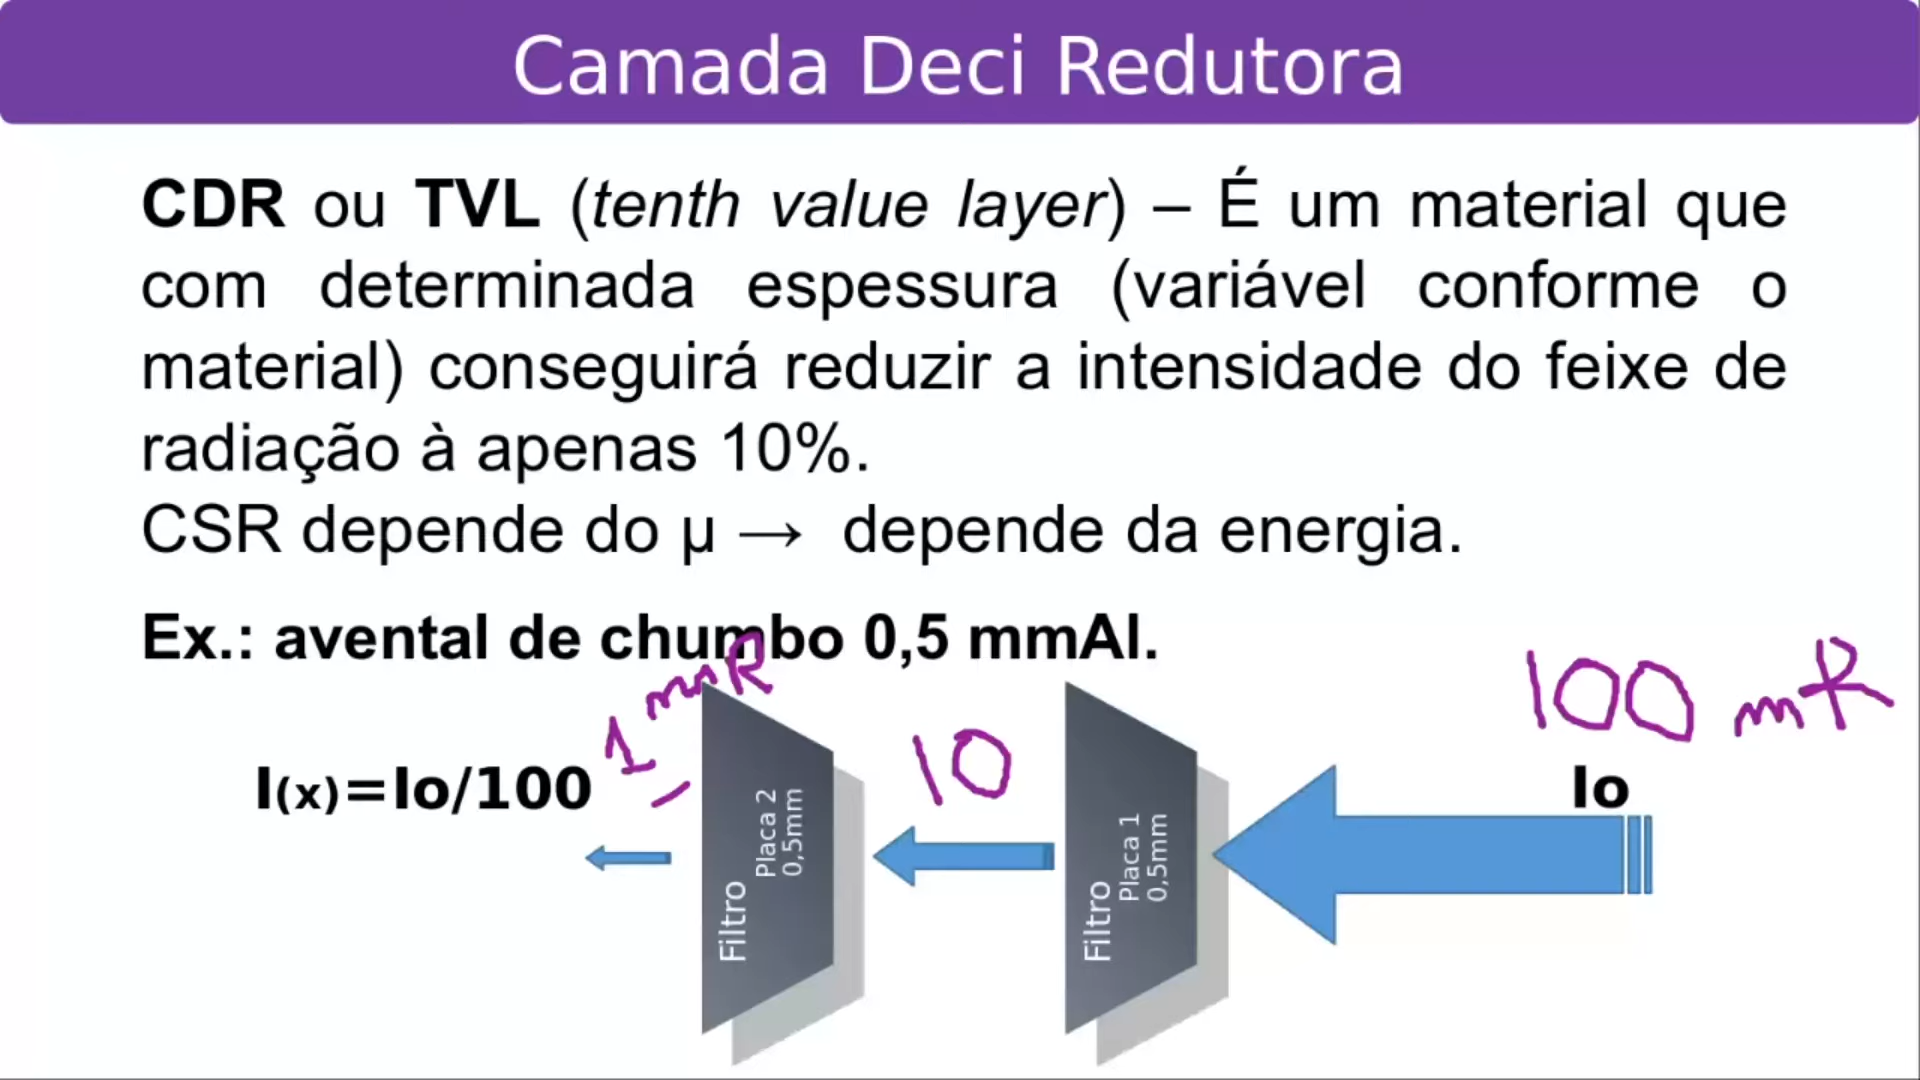 Camada Deci Redutora
CDR ou TVL (tenth value layer) – É um material que
com determinada espessura (variável conforme o
material) conseguirá reduzir a intensidade do feixe de
radiação à apenas 10%.
CSR depende do μ → depende da energia.
Ex.: avental de chumbo 0,5 mmAl.
1 mR
10
100 mR
I(x)=Io/100
Io
Filtro
Placa 2
0,5mm
Filtro
Placa 1
0,5mm